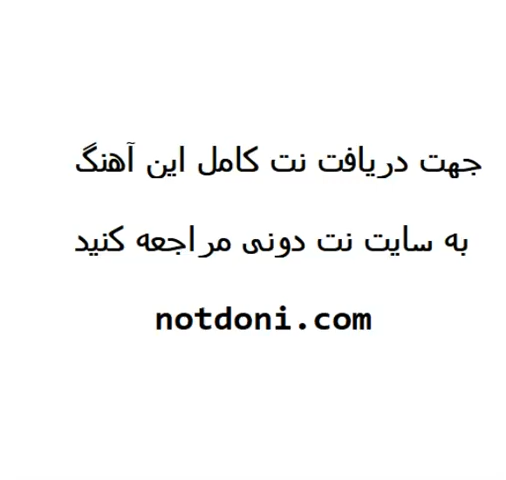 جهت دریافت نت کامل این آهنگ
به سایت نت دونی مراجعه کنید
notdoni.com